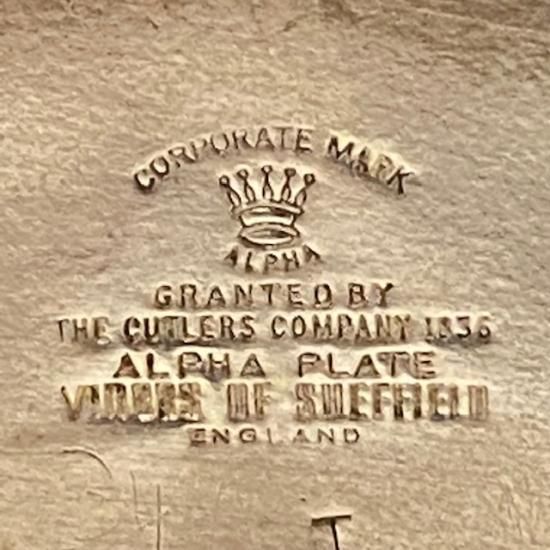 CORPORATE MARK
ALPHA
GRANTED BY
THE CUTLERS COMPANY 1836
ALPHA PLATE
VINERS OF SHEFFIELD
ENGLAND
T